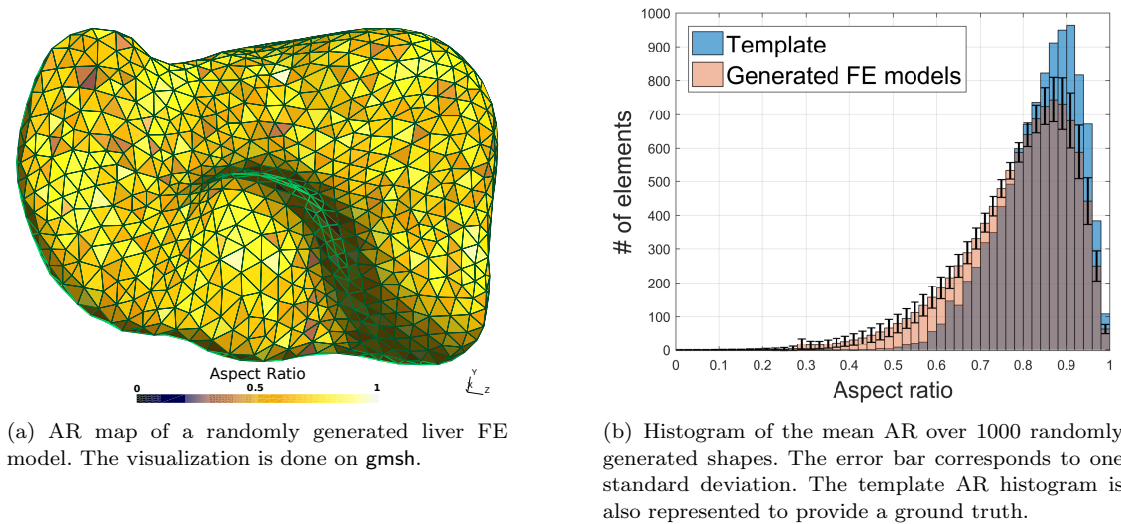 Aspect Ratio
0 0.5 1
Y
X
Z
(a) AR map of a randomly generated liver FE
model. The visualization is done on gmsh.
1000
900
800
700
600
500
400
300
200
100
0
# of elements
Template
Generated FE models
0 0.1 0.2 0.3 0.4 0.5 0.6 0.7 0.8 0.9 1
Aspect ratio
(b) Histogram of the mean AR over 1000 randomly
generated shapes. The error bar corresponds to one
standard deviation. The template AR histogram is
also represented to provide a ground truth.